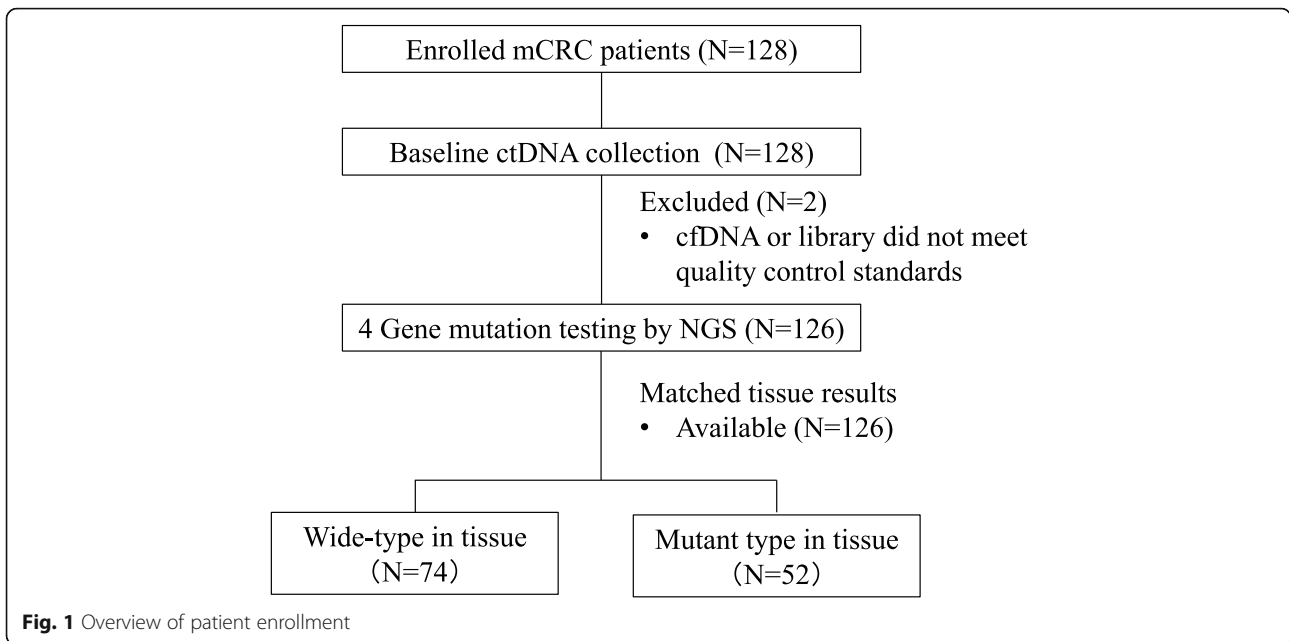 Enrolled mCRC patients (N=128)
Baseline ctDNA collection (N=128)
Excluded (N=2)
• cfDNA or library did not meet
quality control standards
4 Gene mutation testing by NGS (N=126)
Matched tissue results
• Available (N=126)
Wide-type in tissue
（N=74）
Mutant type in tissue
（N=52）
Fig. 1 Overview of patient enrollment